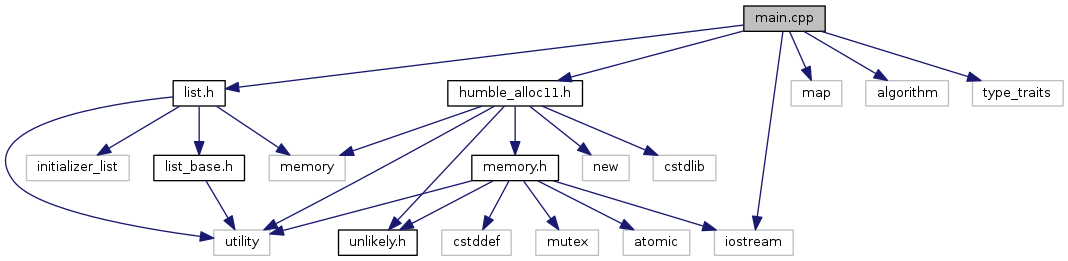 main.cpp
list.h
humble_alloc11.h
map
algorithm
type_traits
initializer_list
list_base.h
memory
memory.h
new
cstdlib
utility
unlikely.h
cstddef
mutex
atomic
iostream